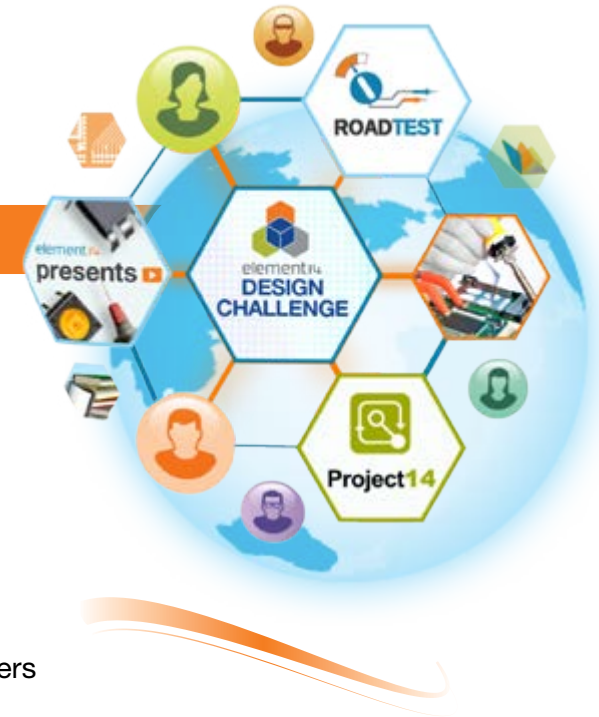 ROADTEST
element14
presents
element14
DESIGN
CHALLENGE
Project14
ers